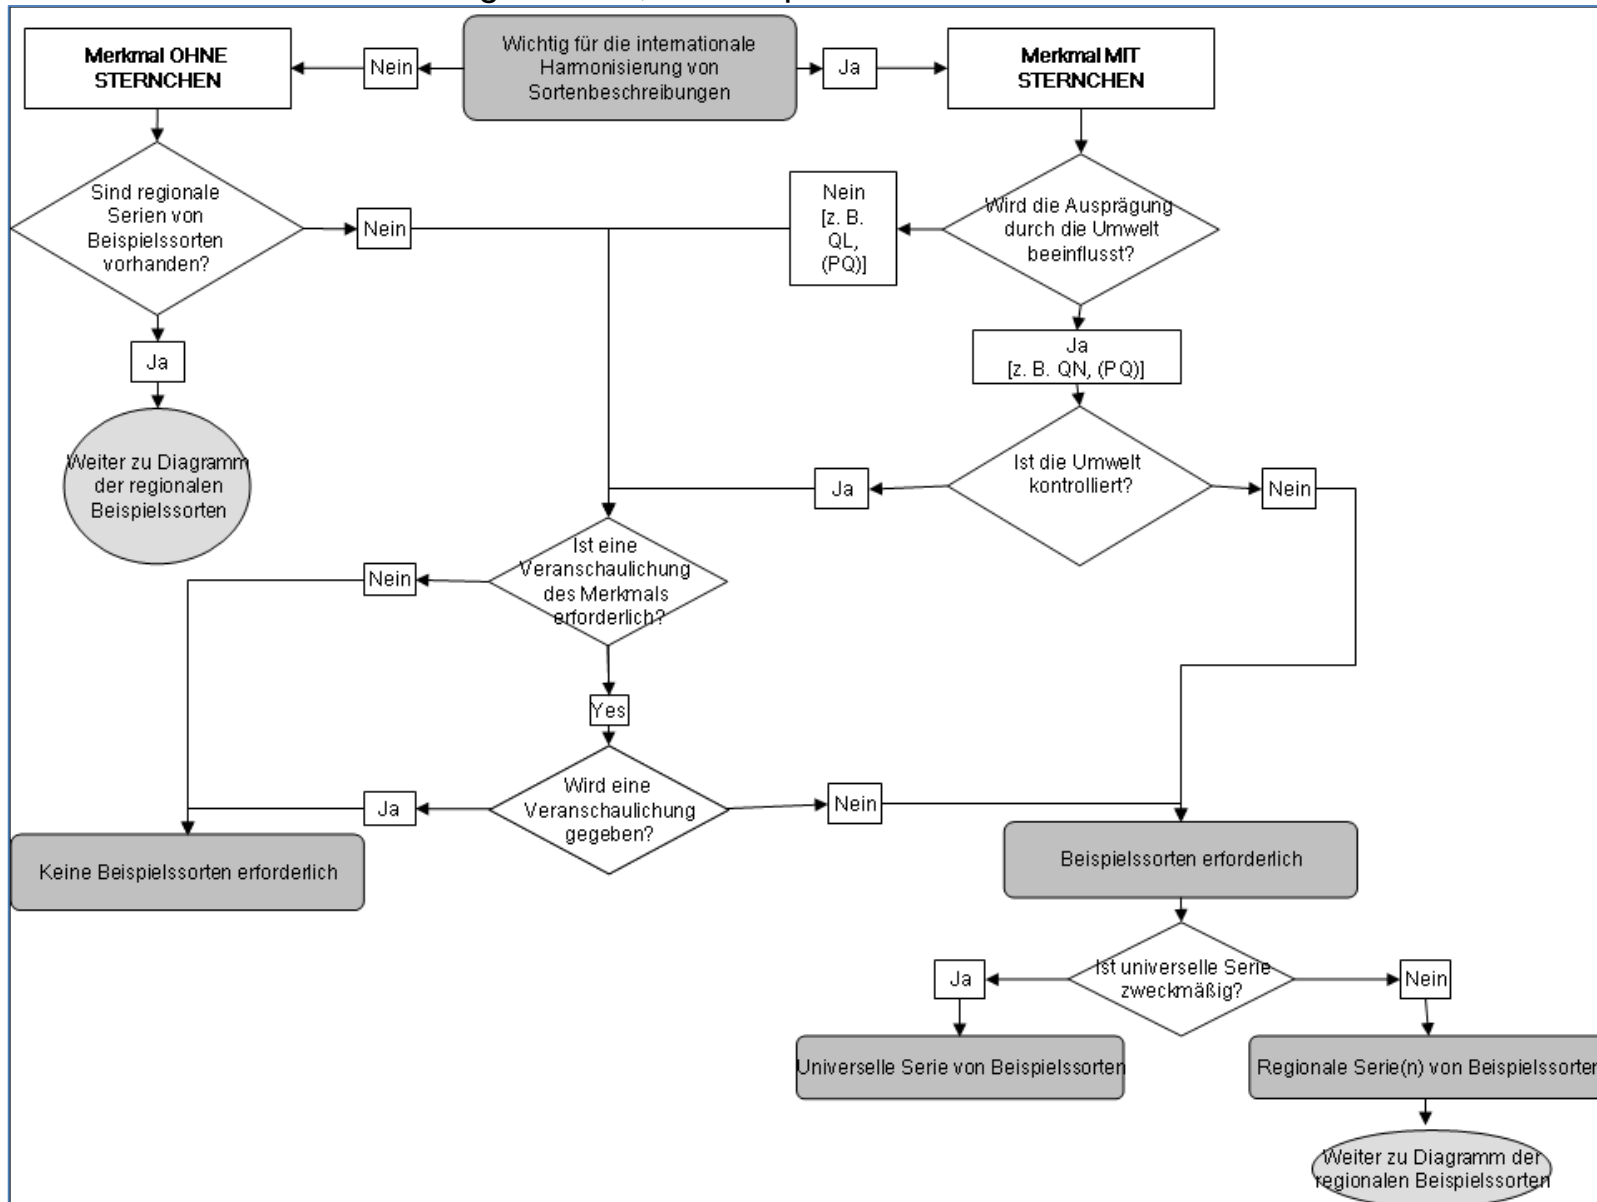 Wichtig für die internationale
Harmonisierung von
Sortenbeschreibungen
Nein
Ja
Merkmal OHNE
STERNCHEN
Merkmal MIT
STERNCHEN
Sind regionale
Serien von
Beispielssorten
vorhanden?
Nein
Nein
[z. B.
QL,
(PQ)]
Wird die Ausprägung
durch die Umwelt
beeinflusst?
Ja
Ja
[z. B. QN, (PQ)]
Weiter zu Diagramm
der regionalen
Beispielssorten
Ist die Umwelt
kontrolliert?
Ja
Nein
Ist eine
Veranschaulichung
des Merkmals
erforderlich?
Nein
Yes
Wird eine
Veranschaulichung
gegeben?
Ja
Nein
Keine Beispielssorten erforderlich
Beispielssorten erforderlich
Ist universelle Serie
zweckmäßig?
Ja
Nein
Universelle Serie von Beispielssorten
Regionale Serie(n) von Beispielssorten
Weiter zu Diagramm der
regionalen Beispielssorten